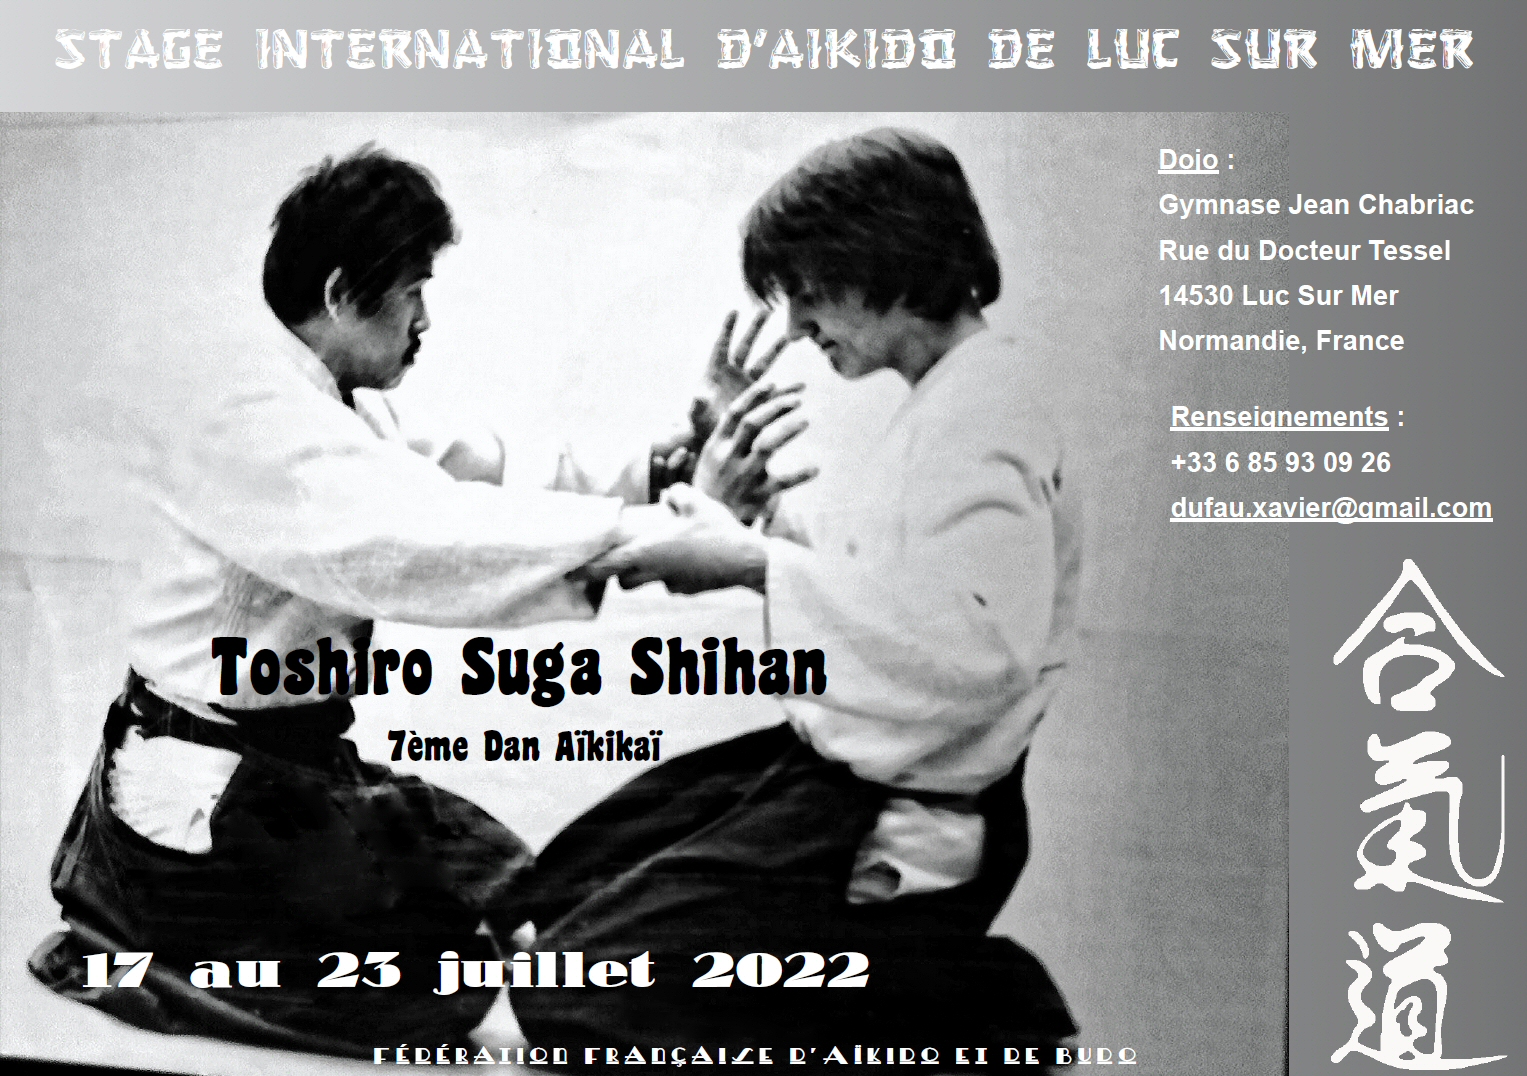 STAGE INTERNATIONAL D'AIKIDO DE LUC SUR MER
Dojo :
Gymnase Jean Chabriac
Rue du Docteur Tessel
14530 Luc Sur Mer
Normandie, France
Renseignements :
+33 6 85 93 09 26
dufau.xavier@gmail.com
合
氣
道
Toshiro Suga Shihan
7ème Dan Aïkikaï
17 au 23 juillet 2022
FÉDÉRATION FRANÇAISE D'AÏKIDO ET DE BUDO